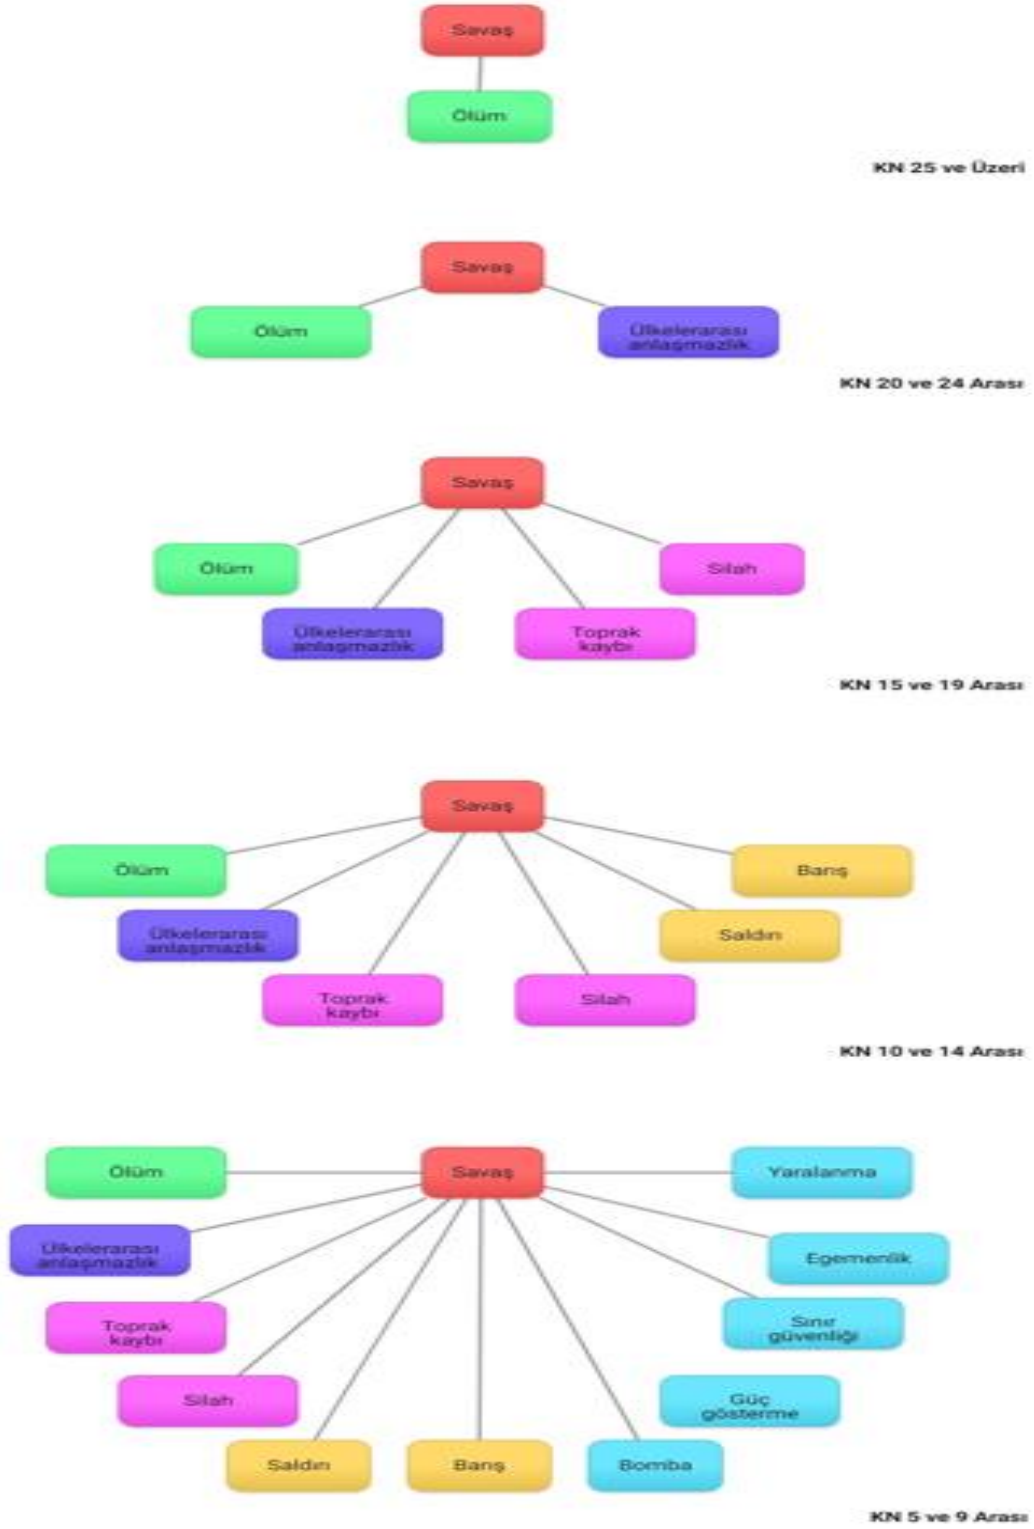 Savaş
Ölüm
KN 25 ve Üzeri
Savaş
Ölüm
Ülkelerarası
anlaşmazlık
KN 20 ve 24 Arası
Savaş
Ölüm
Silah
Ülkelerarası
anlaşmazlık
Toprak
kaybı
KN 15 ve 19 Arası
Savaş
Ölüm
Barış
Ülkelerarası
anlaşmazlık
Saldırı
Toprak
kaybı
Silah
KN 10 ve 14 Arası
Ölüm
Savaş
Yaralanma
Ülkelerarası
anlaşmazlık
Egemenlik
Toprak
kaybı
Sınır
güvenliği
Silah
Güç
gösterme
Saldırı
Barış
Bomba
KN 5 ve 9 Arası